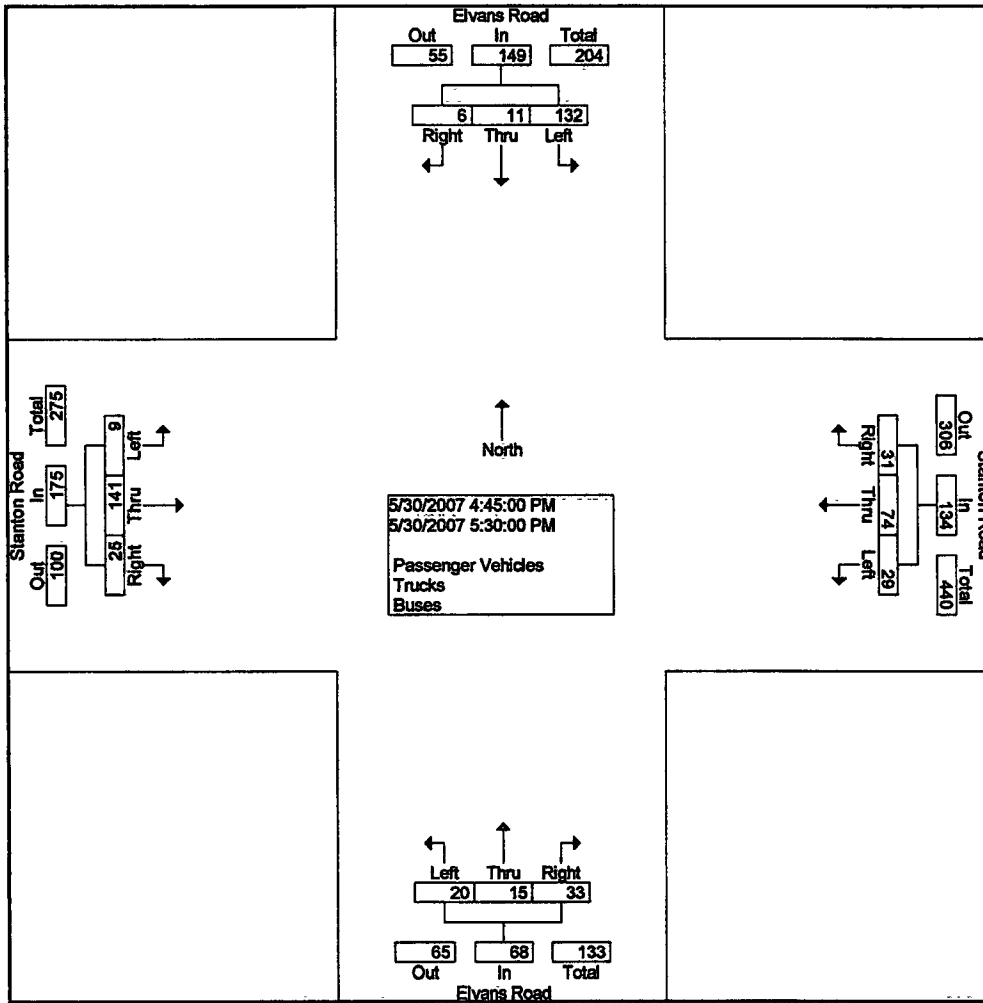 Elvans Road
Out In Total
55 149 204
6 11 132
Right Thru Left
Stanton Road
Total In Out
275 175 100
9 141 25
Left Thru Right
North
5/30/2007 4:45:00 PM
5/30/2007 5:30:00 PM
Passenger Vehicles
Trucks
Buses
Right Thru Left
31 74 29
Out In Total
306 134 440
Stanton Road
Left Thru Right
20 15 33
65 68 133
Out In Total
Elvans Road